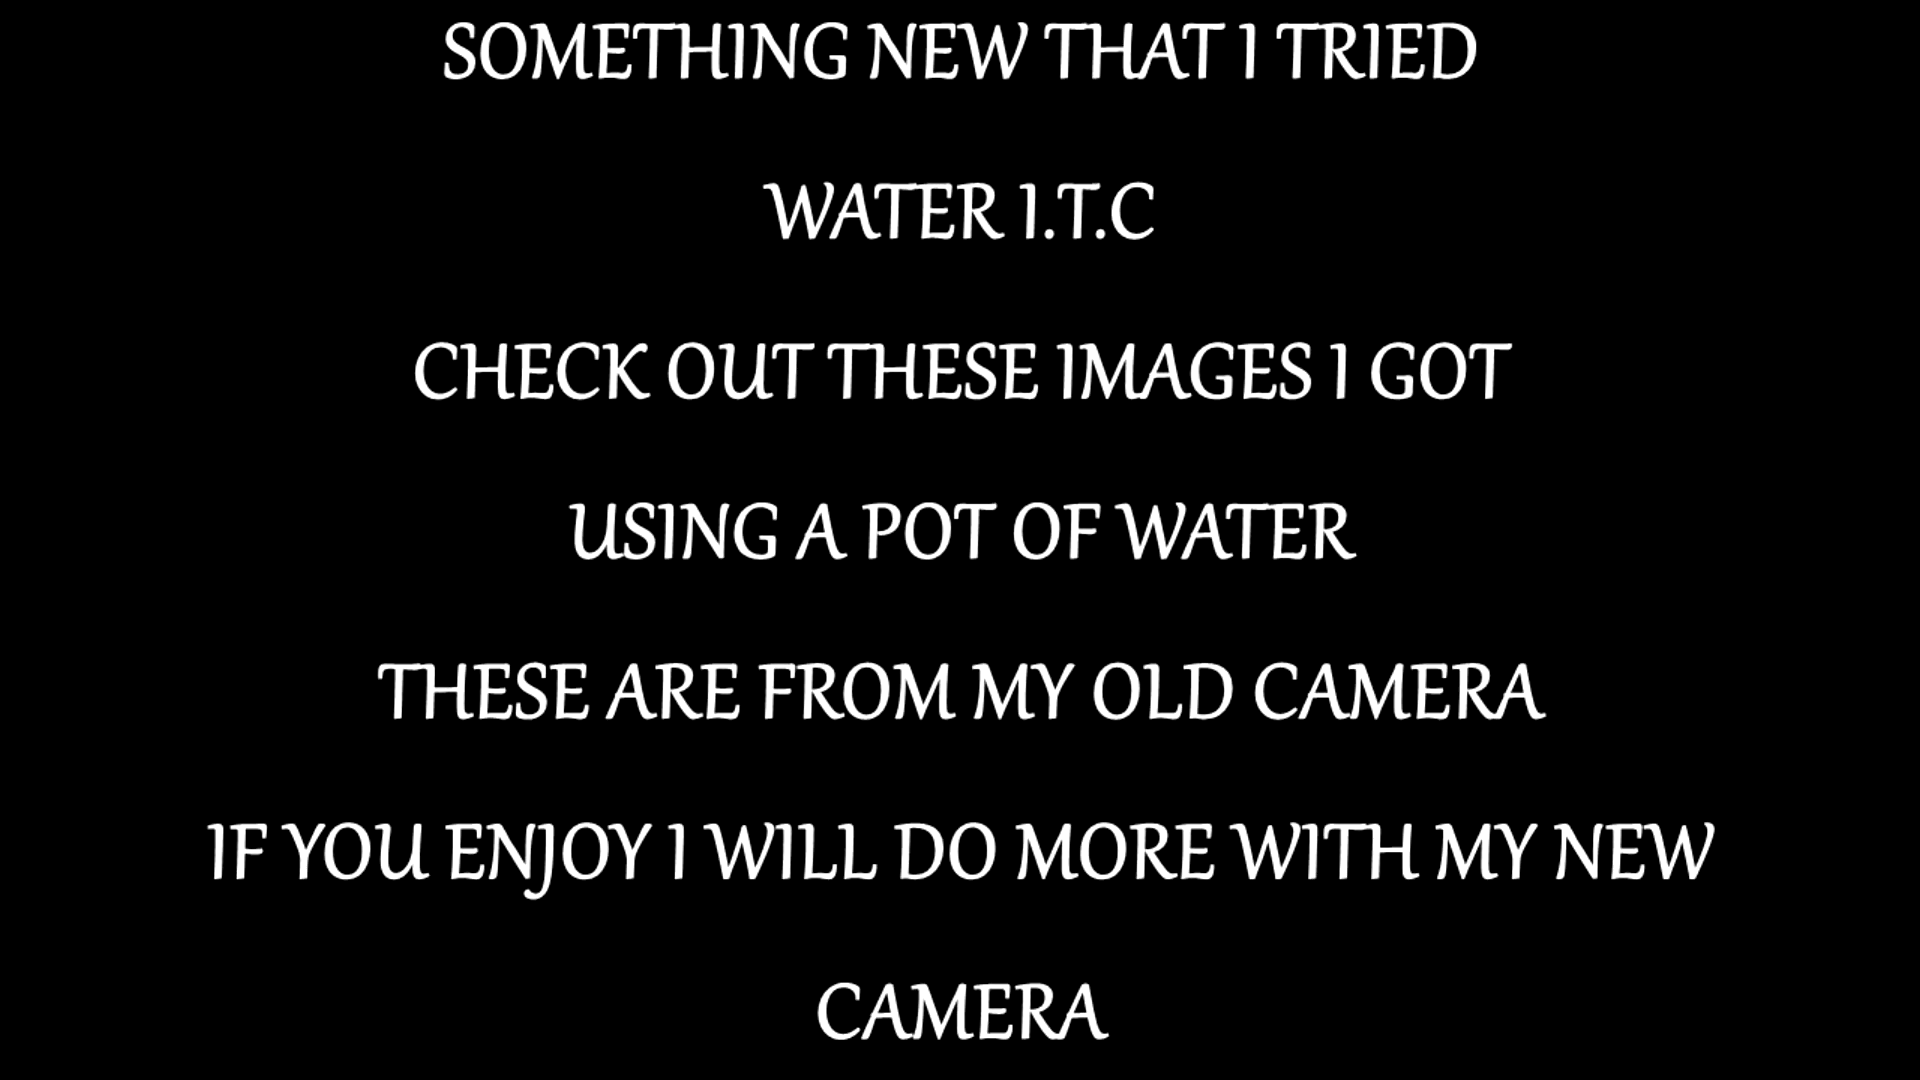 SOMETHING NEW THAT I TRIED
WATER I.T.C
CHECK OUT THESE IMAGES I GOT
USING A POT OF WATER
THESE ARE FROM MY OLD CAMERA
IF YOU ENJOY I WILL DO MORE WITH MY NEW
CAMERA